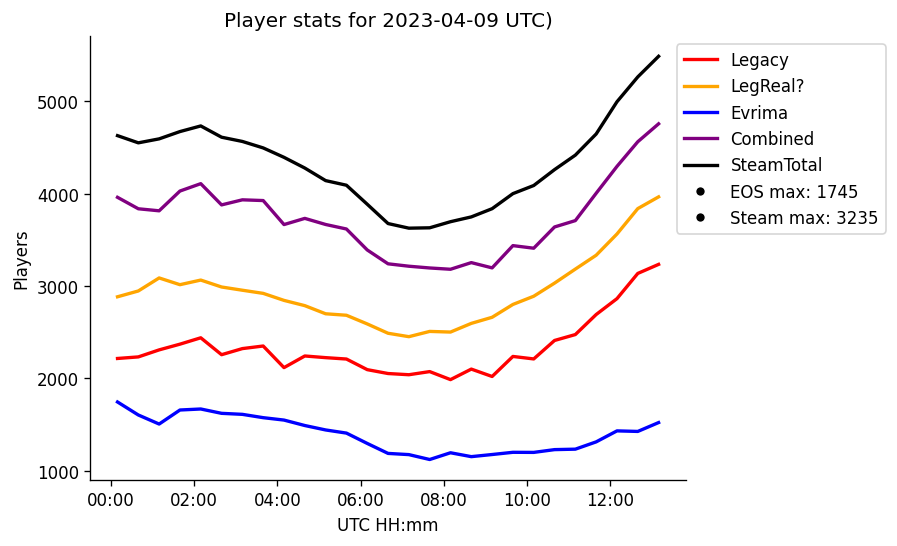 Player stats for 2023-04-09 UTC)
Players
5000
4000
3000
2000
1000
00:00 02:00 04:00 06:00 08:00 10:00 12:00
UTC HH:mm
Legacy
LegReal?
Evrima
Combined
SteamTotal
EOS max: 1745
Steam max: 3235